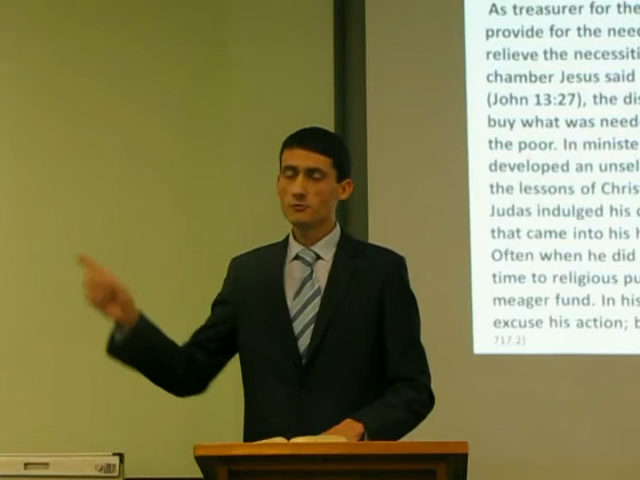 As treasurer for the
provide for the nee
relieve the necessiti
chamber Jesus said
(John 13:27), the dis
buy what was need
the poor. In ministe
developed an unsel
the lessons of Chris
Judas indulged his
that came into his h
Often when he did
time to religious pu
meager fund. In his
excuse his action; b
717.2)